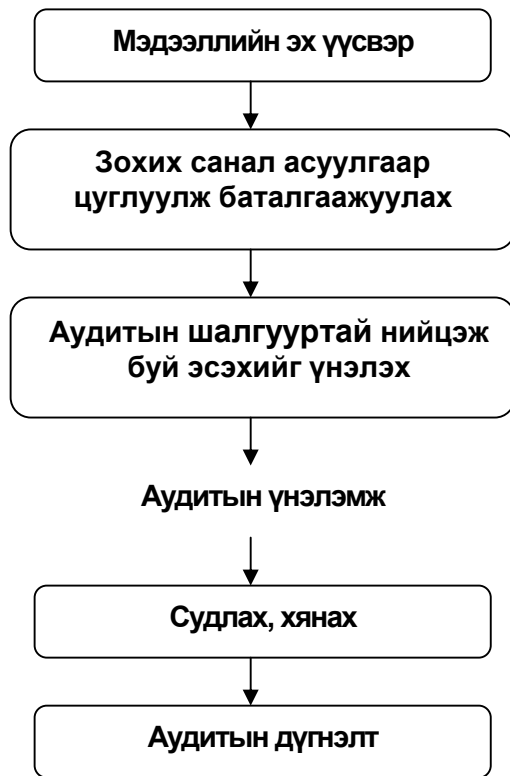 Мэдээллийн эх үүсвэр
Зохих санал асуулгаар
цуглуулж баталгаажуулах
Аудитын шалгууртай нийцэж
буй эсэхийг үнэлэх
Аудитын үнэлэмж
Судлах, хянах
Аудитын дүгнэлт